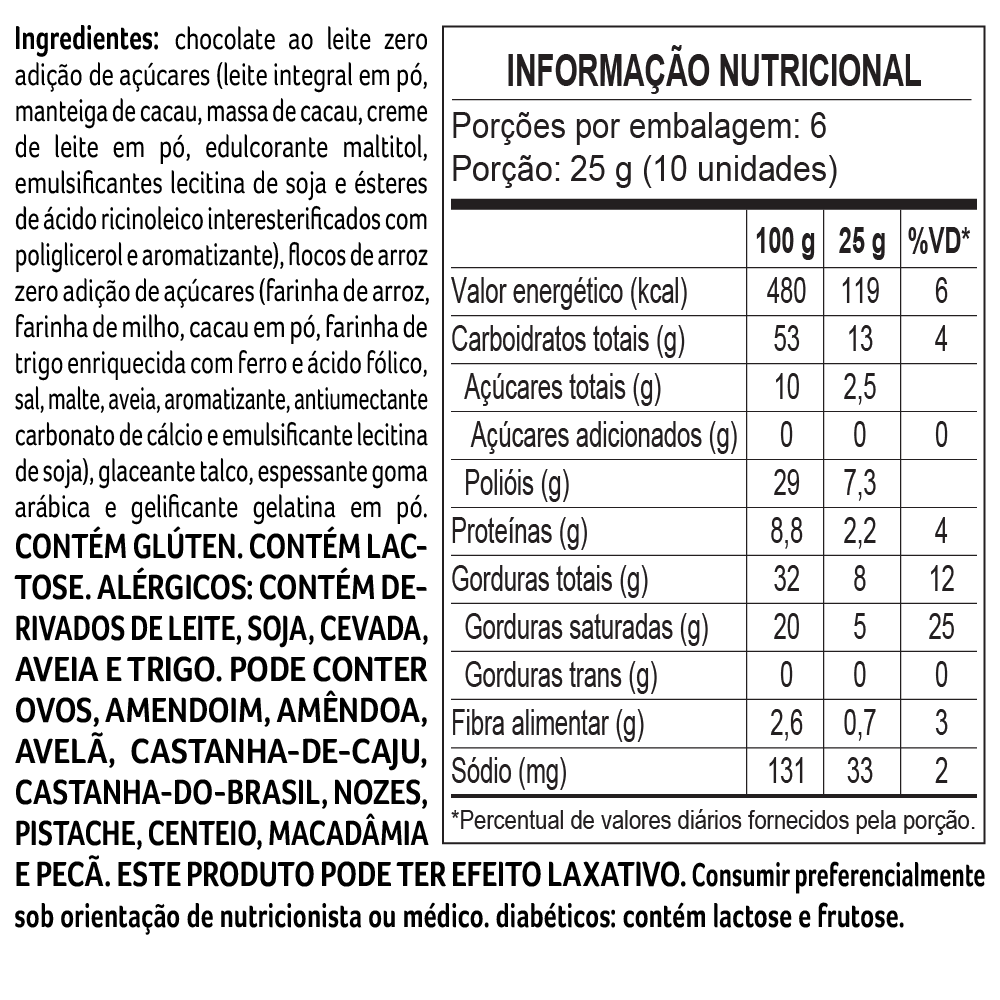 Ingredientes: chocolate ao leite zero
adição de açúcares (leite integral em pó,
manteiga de cacau, massa de cacau, creme
de leite em pó, edulcorante maltitol,
emulsificantes lecitina de soja e ésteres
de ácido ricinoleico interesterificados com
poliglicerol e aromatizante), flocos de arroz
zero adição de açúcares (farinha de arroz,
farinha de milho, cacau em pó, farinha de
trigo enriquecida com ferro e ácido fólico,
sal, malte, aveia, aromatizante, antiumectante
carbonato de cálcio e emulsificante lecitina
de soja), glaceante talco, espessante goma
arábica e gelificante gelatina em pó.
CONTÉM GLÚTEN. CONTÉM LAC-
TOSE. ALÉRGICOS: CONTÉM DE-
RIVADOS DE LEITE, SOJA, CEVADA,
AVEIA E TRIGO. PODE CONTER
OVOS, AMENDOIM, AMÊNDOA,
AVELÃ, CASTANHA-DE-CAJU,
CASTANHA-DO-BRASIL, NOZES,
PISTACHE, CENTEIO, MACADÂMIA
E PECÃ. ESTE PRODUTO PODE TER EFEITO LAXATIVO. Consumir preferencialmente
sob orientação de nutricionista ou médico. diabéticos: contém lactose e frutose.
INFORMAÇÃO NUTRICIONAL
Porções por embalagem: 6
Porção: 25 g (10 unidades)
100 g 25 g %VD*
Valor energético (kcal) 480 119 6
Carboidratos totais (g) 53 13 4
Açúcares totais (g) 10 2,5
Açúcares adicionados (g) 0 0 0
Polióis (g) 29 7,3
Proteínas (g) 8,8 2,2 4
Gorduras totais (g) 32 8 12
Gorduras saturadas (g) 20 5 25
Gorduras trans (g) 0 0 0
Fibra alimentar (g) 2,6 0,7 3
Sódio (mg) 131 33 2
*Percentual de valores diários fornecidos pela porção.